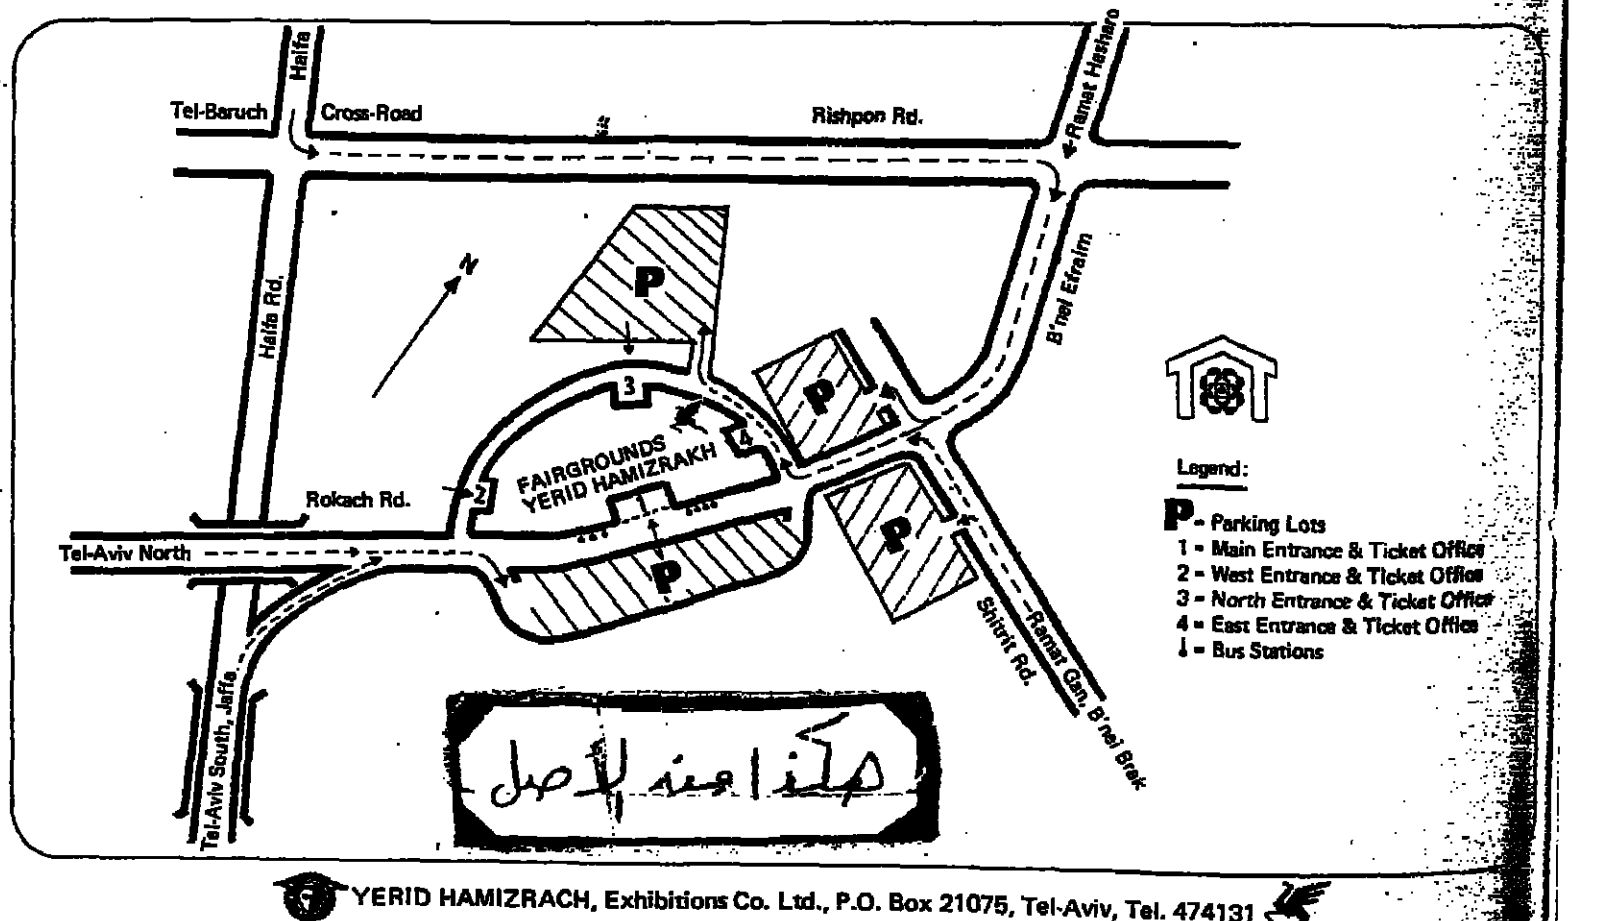 Haifa
Tel-Baruch
Cross-Road
Rishpon Rd.
Ramat Hasharo
Haifa Rd.
N
B'nei Efraim
P
P
3
4
FAIRGROUNDS
YERID HAMIZRAKH
2
1
Rokach Rd.
Tel-Aviv North
P
P
Tel-Aviv South, Jaffa
Shitrit Rd.
Ramat Gan, B'nei Brak
Legend:
P - Parking Lots
1 - Main Entrance & Ticket Office
2 - West Entrance & Ticket Office
3 - North Entrance & Ticket Office
4 - East Entrance & Ticket Office
- Bus Stations
هكذا منه لاصل
YERID HAMIZRACH, Exhibitions Co. Ltd., P.O. Box 21075, Tel-Aviv, Tel. 474131